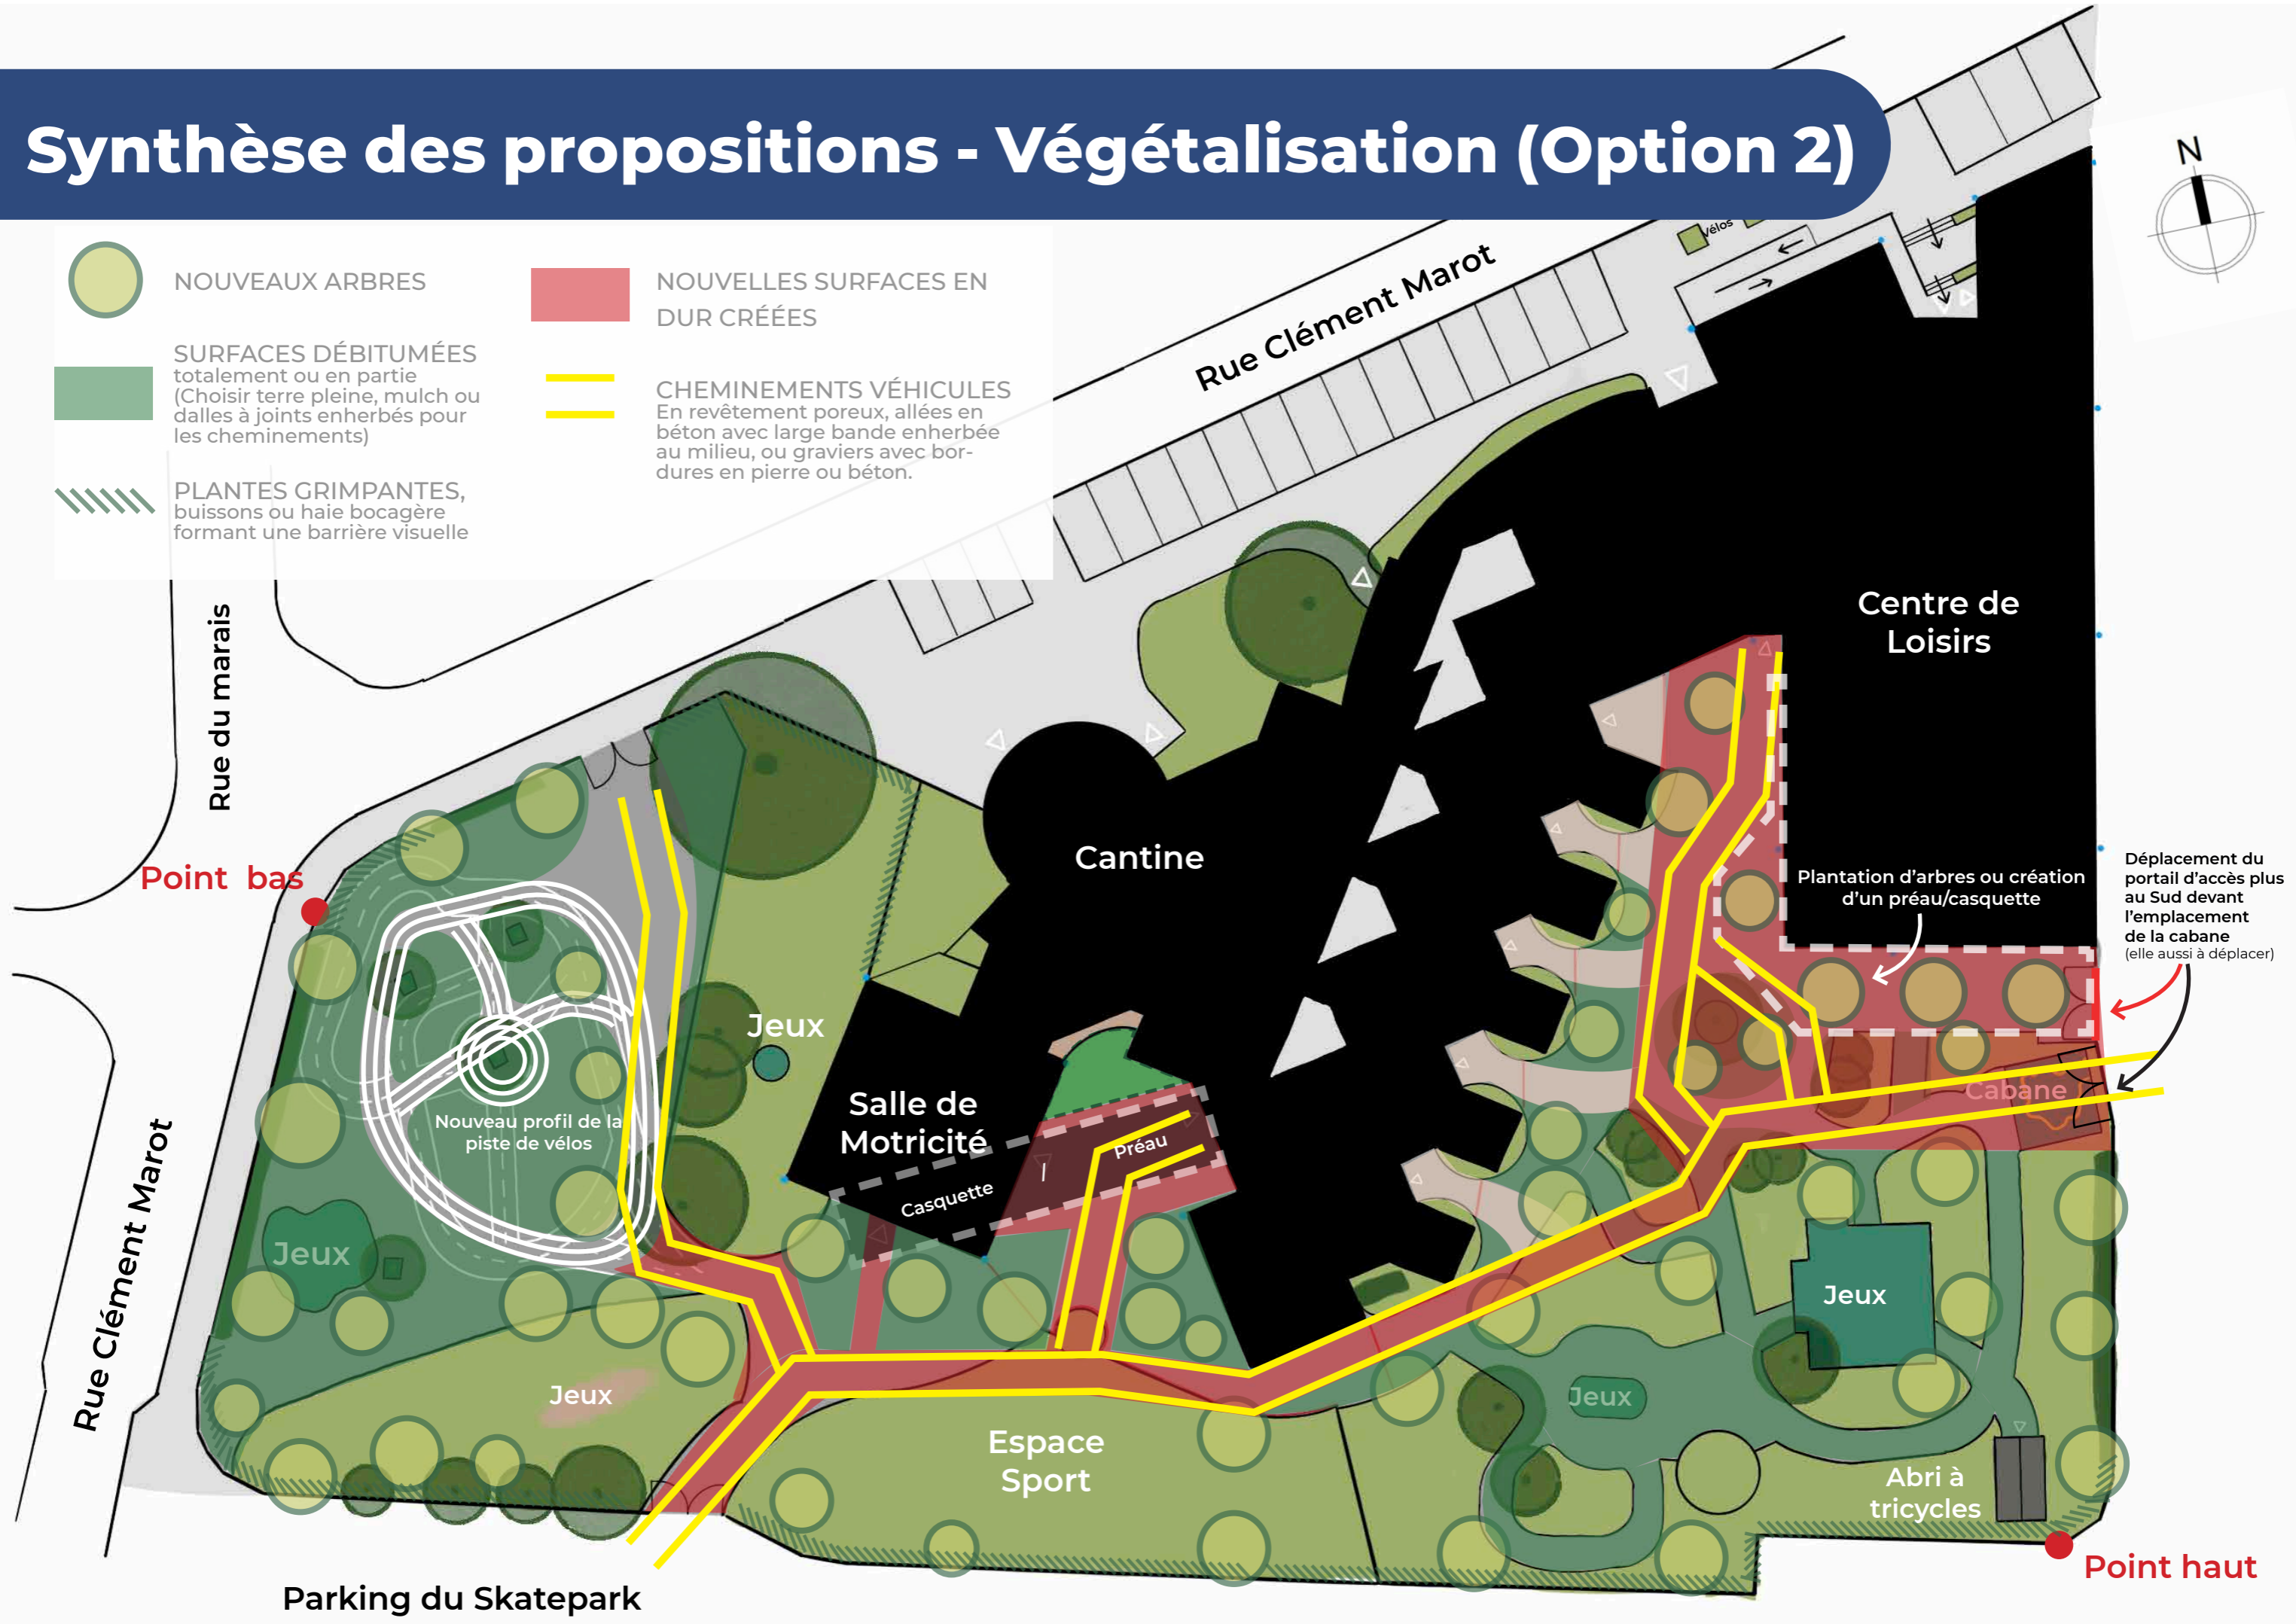 Synthèse des propositions - Végétalisation (Option 2)
N
NOUVEAUX ARBRES
SURFACES DÉBITUMÉES
totalement ou en partie
(Choisir terre pleine, mulch ou
dalles à joints enherbés pour
les cheminements)
PLANTES GRIMPANTES,
buissons ou haie bocagère
formant une barrière visuelle
NOUVELLES SURFACES EN
DUR CRÉÉES
CHEMINEMENTS VÉHICULES
En revêtement poreux, allées en
béton avec large bande enherbée
au milieu, ou graviers avec bor-
dures en pierre ou béton.
Vélos
Rue Clément Marot
Rue du marais
Centre de
Loisirs
Point bas
Cantine
Plantation d'arbres ou création
d'un préau/casquette
Déplacement du
portail d'accès plus
au Sud devant
l'emplacement
de la cabane
(elle aussi à déplacer)
Jeux
Cabane
Nouveau profil de la
piste de vélos
Salle de
Motricité
Préau
Casquette
Jeux
Jeux
Rue Clément Marot
Jeux
Jeux
Espace
Sport
Abri à
tricycles
Point haut
Parking du Skatepark